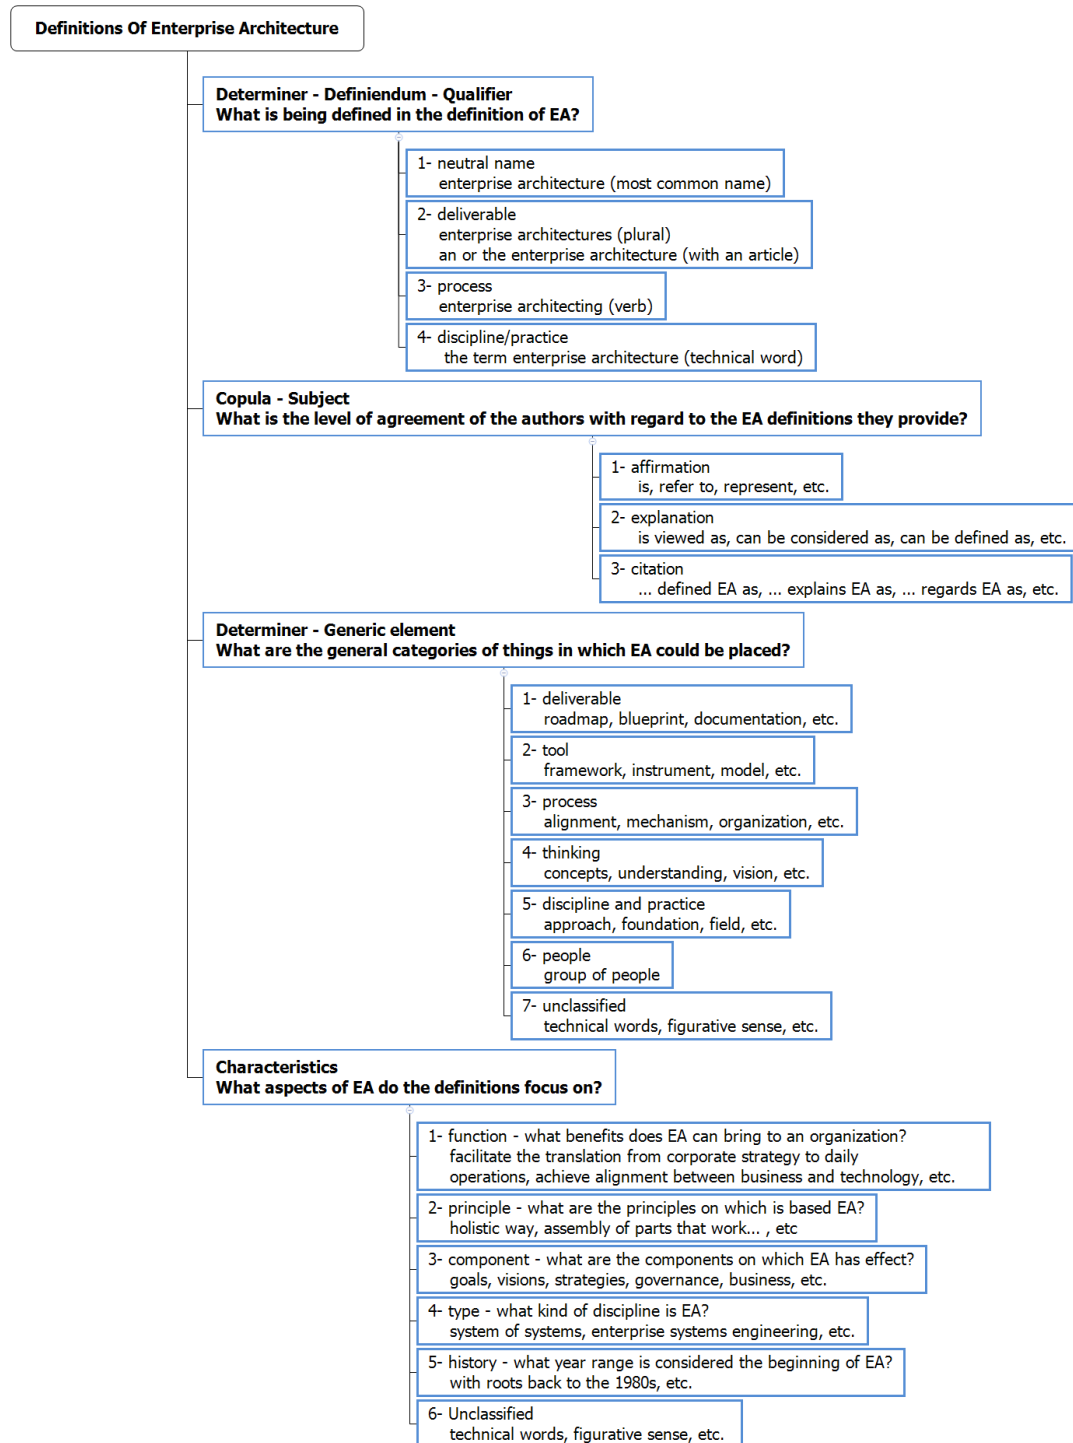 Definitions Of Enterprise Architecture
Determiner - Definiendum - Qualifier
What is being defined in the definition of EA?
1- neutral name
enterprise architecture (most common name)
2- deliverable
enterprise architectures (plural)
an or the enterprise architecture (with an article)
3- process
enterprise architecting (verb)
4- discipline/practice
the term enterprise architecture (technical word)
Copula - Subject
What is the level of agreement of the authors with regard to the EA definitions they provide?
1- affirmation
is, refer to, represent, etc.
2- explanation
is viewed as, can be considered as, can be defined as, etc.
3- citation
... defined EA as, ... explains EA as, ... regards EA as, etc.
Determiner - Generic element
What are the general categories of things in which EA could be placed?
1- deliverable
roadmap, blueprint, documentation, etc.
2- tool
framework, instrument, model, etc.
3- process
alignment, mechanism, organization, etc.
4- thinking
concepts, understanding, vision, etc.
5- discipline and practice
approach, foundation, field, etc.
6- people
group of people
7- unclassified
technical words, figurative sense, etc.
Characteristics
What aspects of EA do the definitions focus on?
1- function - what benefits does EA can bring to an organization?
facilitate the translation from corporate strategy to daily
operations, achieve alignment between business and technology, etc.
2- principle - what are the principles on which is based EA?
holistic way, assembly of parts that work... , etc
3- component - what are the components on which EA has effect?
goals, visions, strategies, governance, business, etc.
4- type - what kind of discipline is EA?
system of systems, enterprise systems engineering, etc.
5- history - what year range is considered the beginning of EA?
with roots back to the 1980s, etc.
6- Unclassified
technical words, figurative sense, etc.